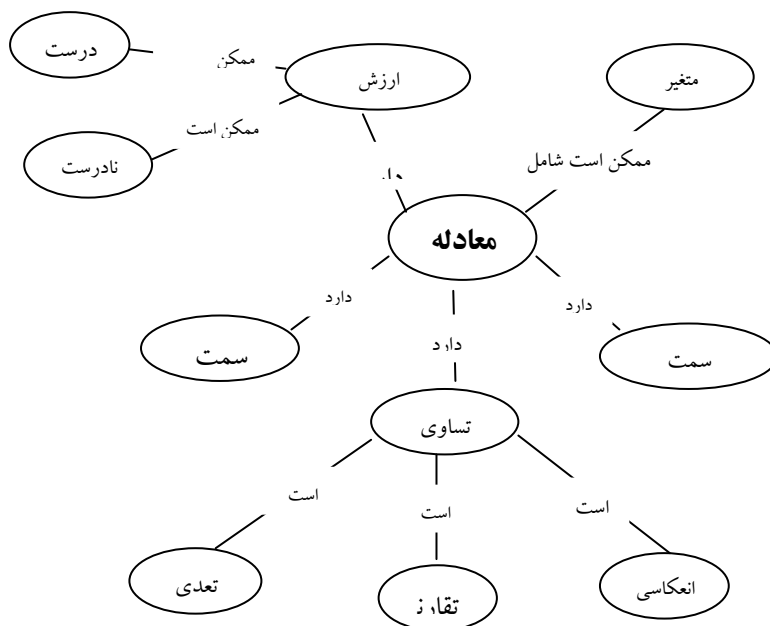 درست
ممکن
ارزش
متغیر
ممکن است
نادرست
ممکن است شامل
معادله
دارد
دارد
سمت
دارد
سمت
تساوی
است
است
است
تعدی
انعکاسی